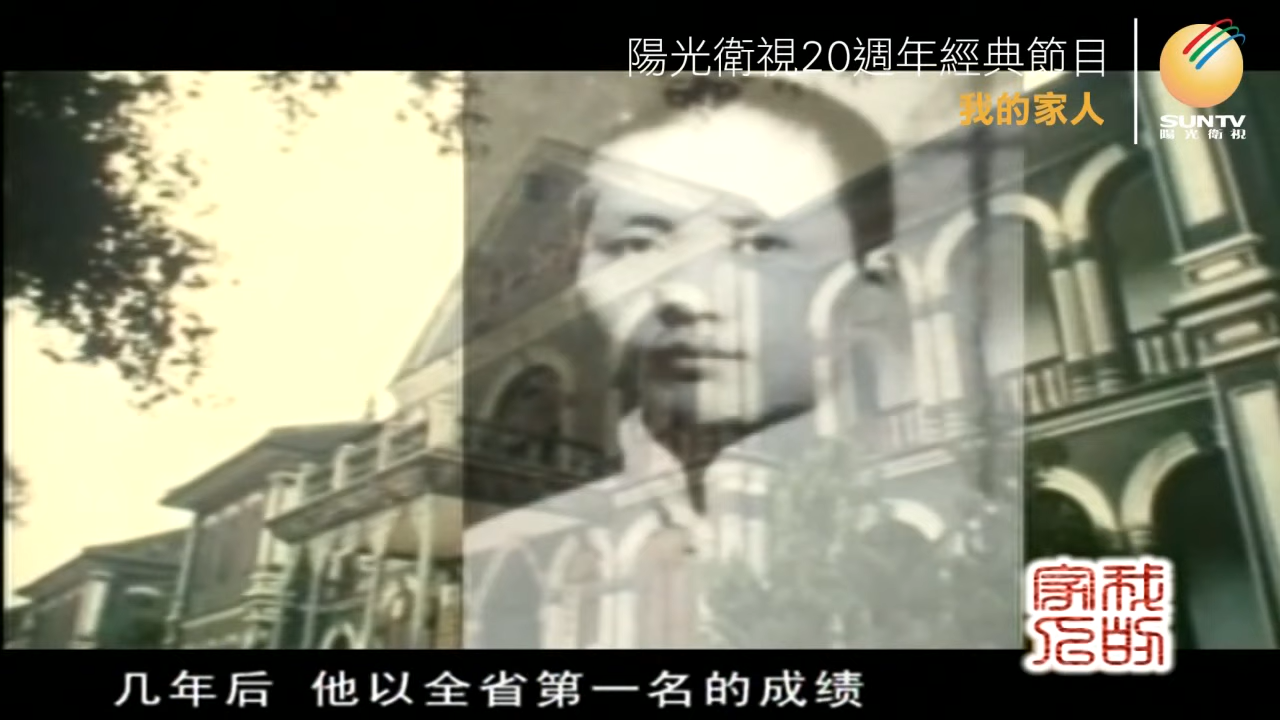 陽光衛視20週年經典節目
我的家人
SUNTV
陽光衛視
我的
家人
几年后 他以全省第一名的成绩